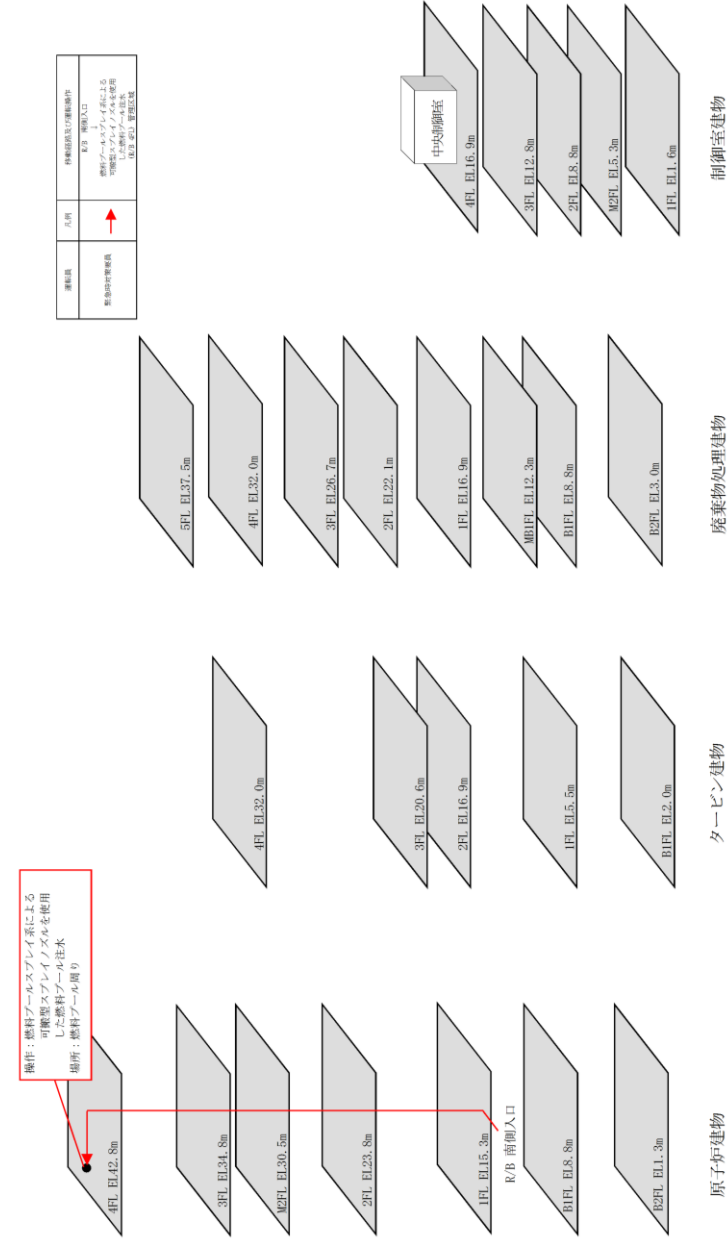 操作：燃料プールスプレイ系による
可搬型スプレイノズルを使用
した燃料プール注水
場所：燃料プール周り
4FL EL42.8m
3FL EL34.8m
M2FL EL30.5m
2FL EL23.8m
1FL EL15.3m
R/B 南側入口
B1FL EL8.8m
B2FL EL1.3m
原子炉建物
4FL EL32.0m
3FL EL20.6m
2FL EL16.9m
1FL EL5.5m
B1FL EL2.0m
タービン建物
5FL EL37.5m
4FL EL32.0m
3FL EL26.7m
2FL EL22.1m
1FL EL16.9m
MB1FL EL12.3m
B1FL EL8.8m
B2FL EL3.0m
廃棄物処理建物
運転員
凡例
移動経路及び運転操作
緊急時対策要員
R/B 南側入口
↓
燃料プールスプレイ系による
可搬型スプレイノズルを使用
した燃料プール注水
(R/B 4FL) 管理区域
中央制御室
4FL EL16.9m
3FL EL12.8m
2FL EL8.8m
M2FL EL5.3m
1FL EL1.6m
制御室建物